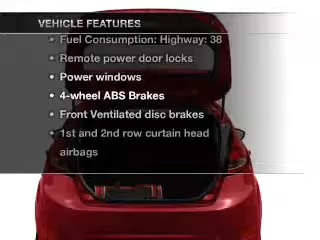 VEHICLE FEATURES
• Fuel Consumption: Highway: 38
• Remote power door locks
• Power windows
• 4-wheel ABS Brakes
• Front Ventilated disc brakes
• 1st and 2nd row curtain head
airbags